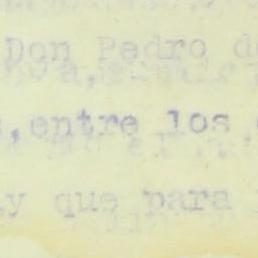 Don Pedro d
,entre los
y que para